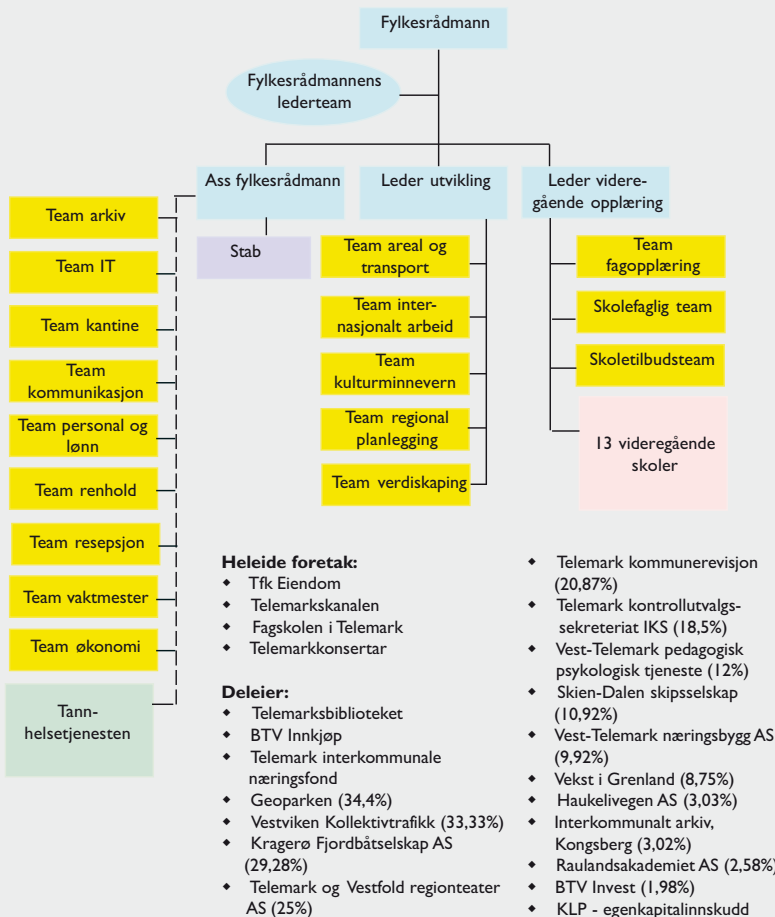 Fylkesrådmann
Fylkesrådmannens
lederteam
Ass fylkesrådmann
Leder utvikling
Leder videre-
gående opplæring
Team arkiv
Team IT
Team kantine
Team
kommunikasjon
Team personal og
lønn
Team renhold
Team resepsjon
Team vaktmester
Team økonomi
Tann-
helsetjenesten
Stab
Team areal og
transport
Team inter-
nasjonalt arbeid
Team
kulturminnevern
Team regional
planlegging
Team verdiskaping
Team
fagopplæring
Skolefaglig team
Skoletilbudsteam
13 videregående
skoler
Heleide foretak:
◆ Tfk Eiendom
◆ Telemarkskanalen
◆ Fagskolen i Telemark
◆ Telemarkkonsertar
Deleier:
◆ Telemarksbiblioteket
◆ BTV Innkjøp
◆ Telemark interkommunale
næringsfond
◆ Geoparken (34,4%)
◆ Vestviken Kollektivtrafikk (33,33%)
◆ Kragerø Fjordbåtselskap AS
(29,28%)
◆ Telemark og Vestfold regionteater
AS (25%)
◆ Telemark kommunerevisjon
(20,87%)
◆ Telemark kontrollutvalgs-
sekreteriat IKS (18,5%)
◆ Vest-Telemark pedagogisk
psykologisk tjeneste (12%)
◆ Skien-Dalen skipsselskap
(10,92%)
◆ Vest-Telemark næringsbygg AS
(9,92%)
◆ Vekst i Grenland (8,75%)
◆ Haukelivegen AS (3,03%)
◆ Interkommunalt arkiv,
Kongsberg (3,02%)
◆ Raulandsakademiet AS (2,58%)
◆ BTV Invest (1,98%)
◆ KLP - egenkapitalinnskudd